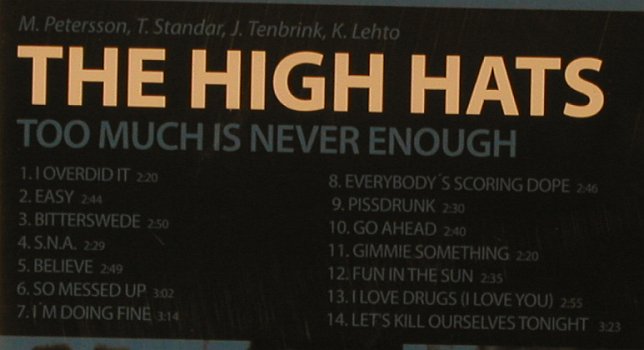 M. Petersson, T. Standar, J. Tenbrink, K. Lehto
THE HIGH HATS
TOO MUCH IS NEVER ENOUGH
1. I OVERDID IT 2:20
2. EASY 2:44
3. BITTERSWEDE 2:50
4. S.N.A. 2:29
5. BELIEVE 2:49
6. SO MESSED UP 3:02
7. I´M DOING FINE 3:14
8. EVERYBODY´S SCORING DOPE 2:46
9. PISSDRUNK 2:30
10. GO AHEAD 2:40
11. GIMMIE SOMETHING 2:20
12. FUN IN THE SUN 2:35
13. I LOVE DRUGS (I LOVE YOU) 2:55
14. LET'S KILL OURSELVES TONIGHT 3:23